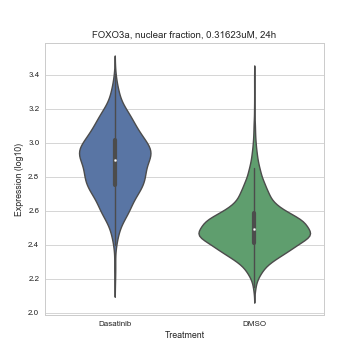 FOXO3a, nuclear fraction, 0.31623uM, 24h
Expression (log10)
3.4
3.2
3.0
2.8
2.6
2.4
2.2
2.0
Dasatinib DMSO
Treatment